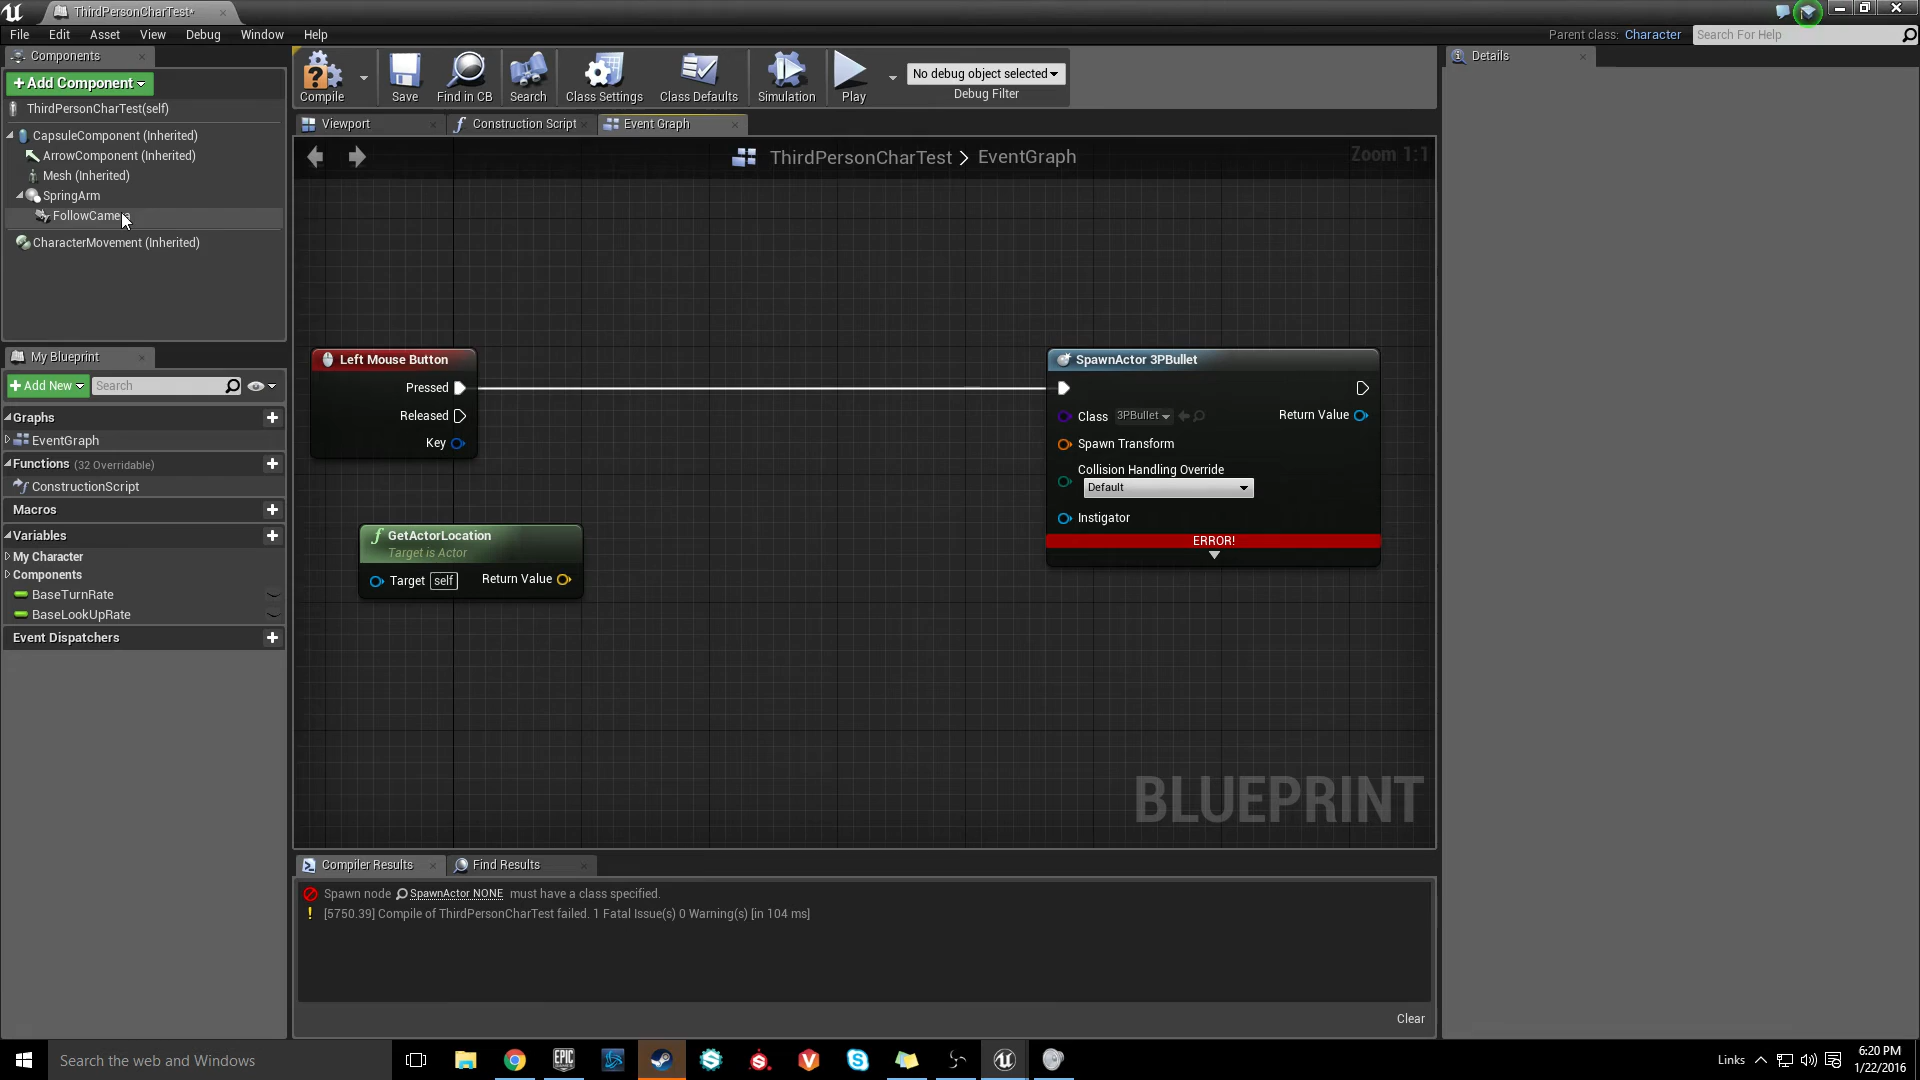 ThirdPersonCharTest*
File Edit Asset View Debug Window Help
Parent class: Character Search For Help
Components
+Add Component
ThirdPersonCharTest(self)
CapsuleComponent (Inherited)
ArrowComponent (Inherited)
Mesh (Inherited)
SpringArm
FollowCamera
CharacterMovement (Inherited)
Compile Save Find in CB Search Class Settings Class Defaults Simulation Play
No debug object selected
Debug Filter
Viewport Construction Script Event Graph
ThirdPersonCharTest > EventGraph
Zoom 1:1
Left Mouse Button
Pressed
Released
Key
GetActorLocation
Target is Actor
Target self Return Value
SpawnActor 3PBullet
Class 3PBullet Return Value
Spawn Transform
Collision Handling Override
Default
Instigator
ERROR!
BLUEPRINT
My Blueprint
+Add New Search
Graphs
EventGraph
Functions (32 Overridable)
ConstructionScript
Macros
Variables
My Character
Components
BaseTurnRate
BaseLookUpRate
Event Dispatchers
Compiler Results Find Results
Spawn node SpawnActor NONE must have a class specified.
[5750.39] Compile of ThirdPersonCharTest failed. 1 Fatal Issue(s) 0 Warning(s) [in 104 ms]
Clear
Details
Search the web and Windows
EPIC GAMES
Links
6:20 PM
1/22/2016